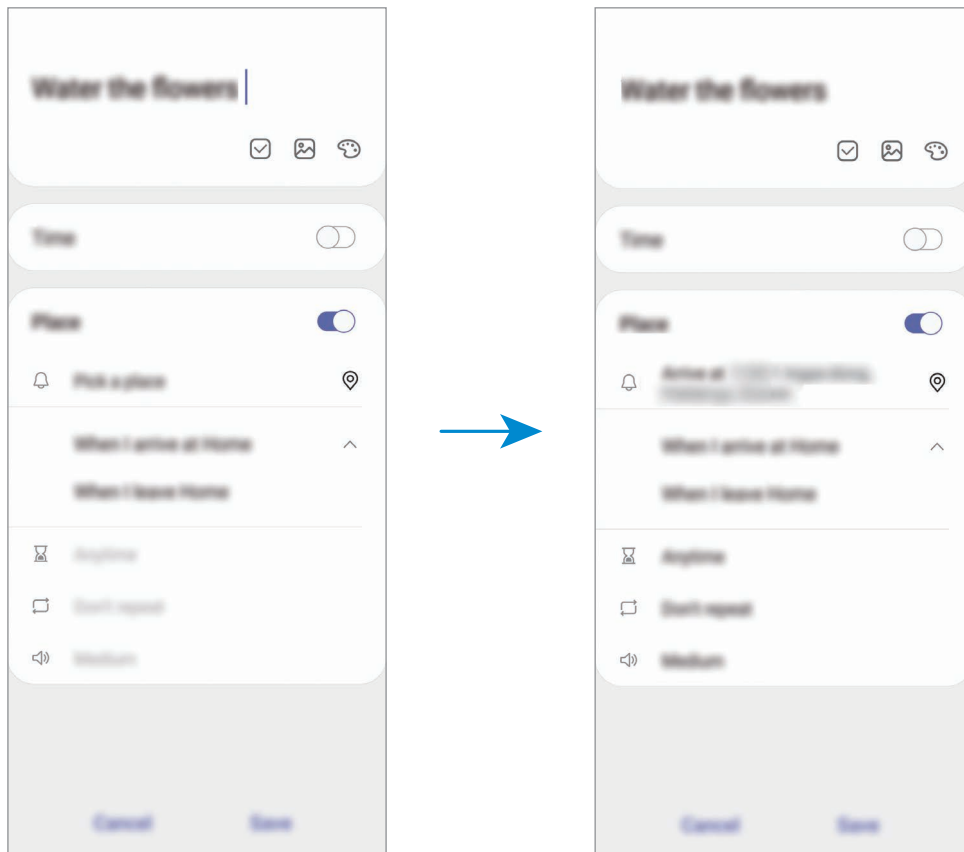 Water the flowers
Time
Place
Pick a place
When I arrive at Home
When I leave Home
Anytime
Don't repeat
Medium
Cancel
Save
Water the flowers
Time
Place
Arrive at
When I arrive at Home
When I leave Home
Anytime
Don't repeat
Medium
Cancel
Save